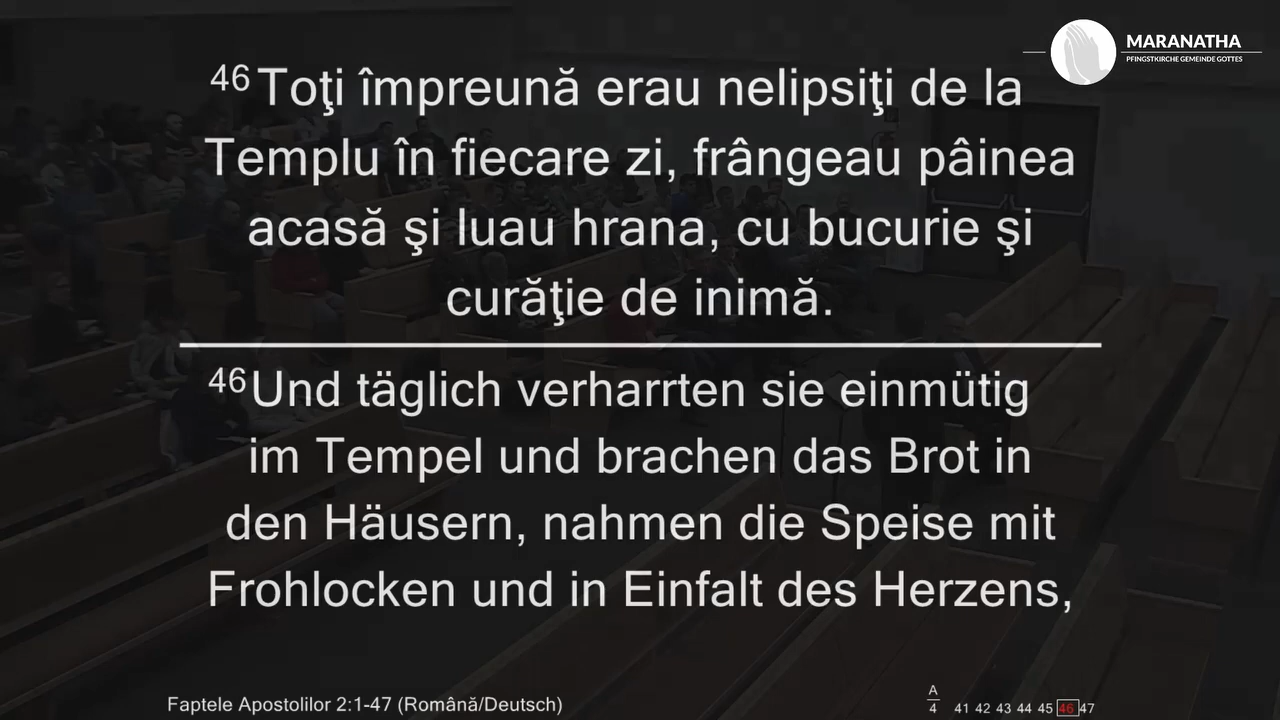 MARANATHA
PFINGSTKIRCHE GEMEINDE GOTTES
46 Toţi împreună erau nelipsiţi de la
Templu în fiecare zi, frângeau pâinea
acasă şi luau hrana, cu bucurie şi
curăţie de inimă.
46 Und täglich verharrten sie einmütig
im Tempel und brachen das Brot in
den Häusern, nahmen die Speise mit
Frohlocken und in Einfalt des Herzens,
Faptele Apostolilor 2:1-47 (Română/Deutsch)
A
4 41 42 43 44 45 46 47